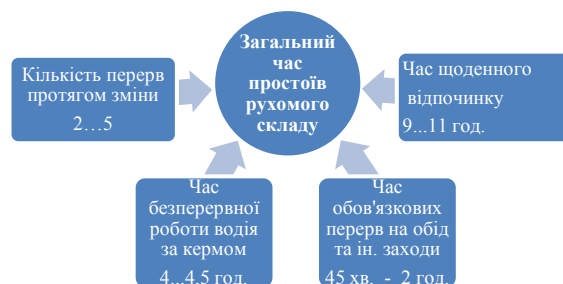 Загальний
час
простоїв
рухомого
складу
Кількість перерв
протягом зміни
2…5
Час щоденного
відпочинку
9...11 год.
Час
безперервної
роботи водія
за кермом
4...4,5 год.
Час
обов'язкових
перерв на обід
та ін. заходи
45 хв. - 2 год.